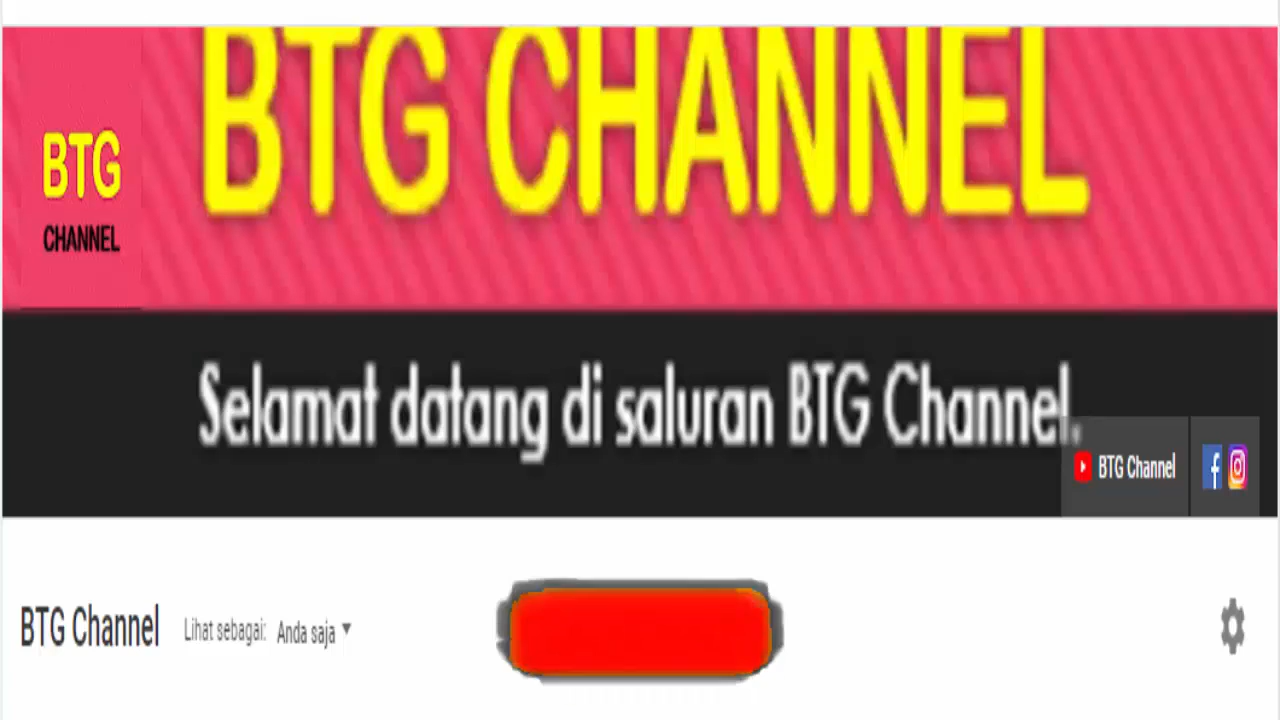 BTG CHANNEL
BTG
CHANNEL
Selamat datang di saluran BTG Channel.
BTG Channel
BTG Channel
Lihat sebagai: Anda saja